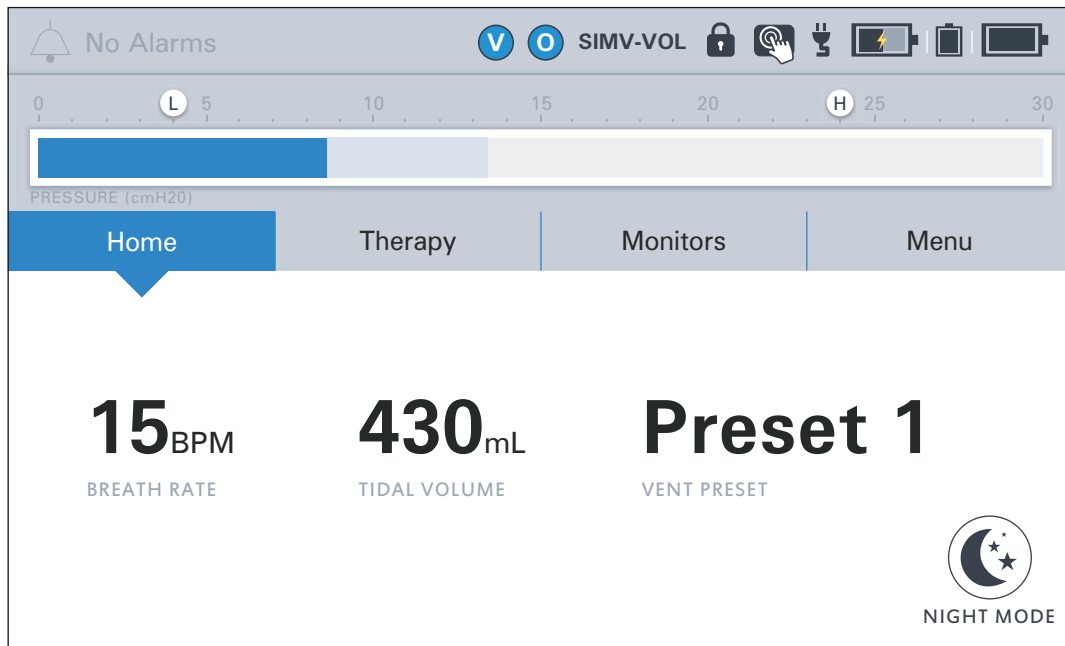 No Alarms V O SIMV-VOL
0 L 5 10 15 20 H 25 30
PRESSURE (cmH20)
Home Therapy Monitors Menu
15BPM 430mL Preset 1
BREATH RATE TIDAL VOLUME VENT PRESET
NIGHT MODE